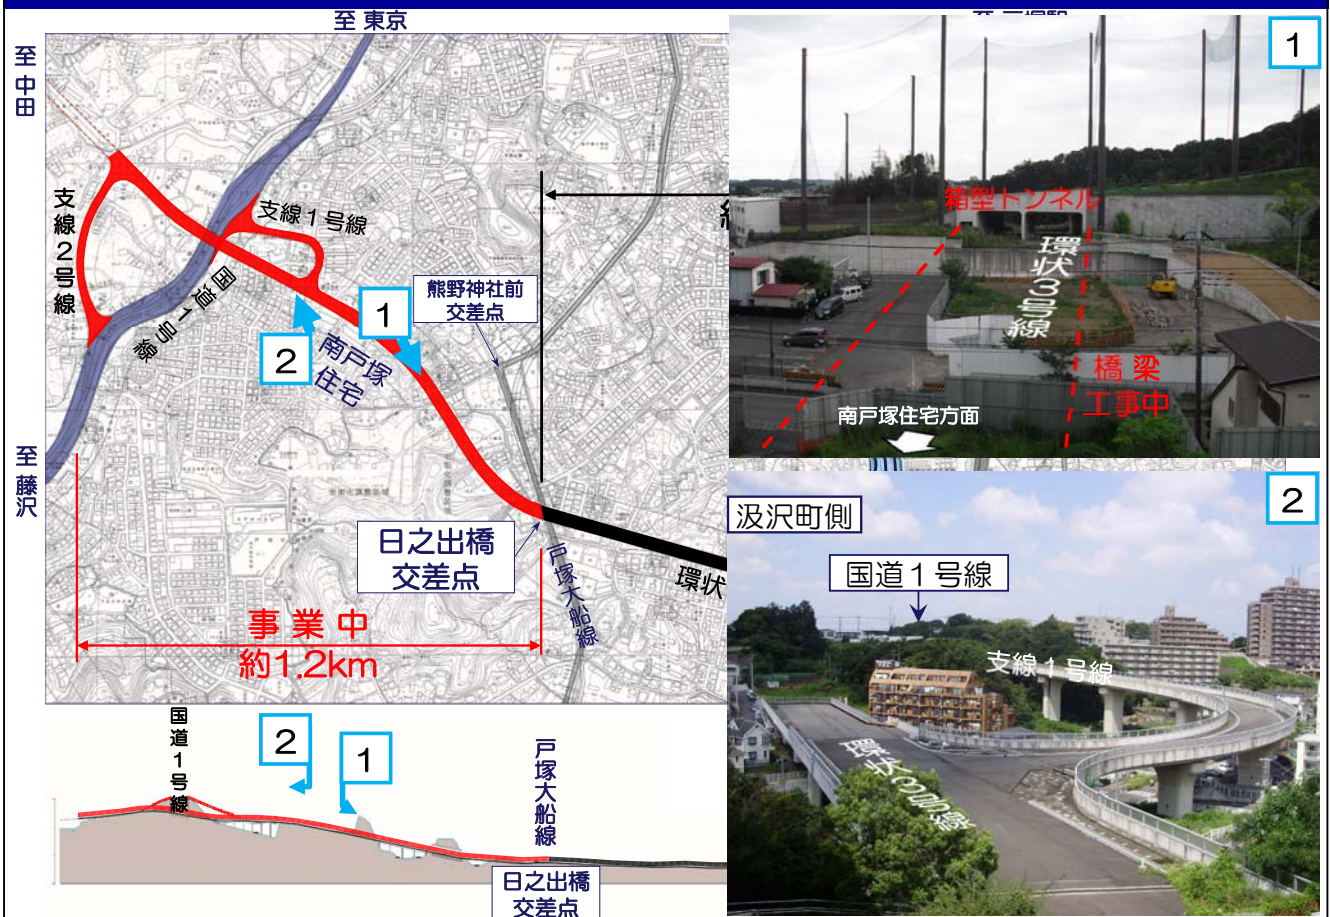 至 東京
至 中田
支線2号線
支線1号線
国道1号線
熊野神社前
交差点
1
2
南戸塚
住宅
至 藤沢
日之出橋
交差点
戸塚大船線
環状
事 業 中
約1.2km
国道1号線
2
1
戸塚大船線
日之出橋
交差点
1
箱型トンネル
環状3号線
橋 梁
工事中
南戸塚住宅方面
2
汲沢町側
国道1号線
支線1号線
環状3号線